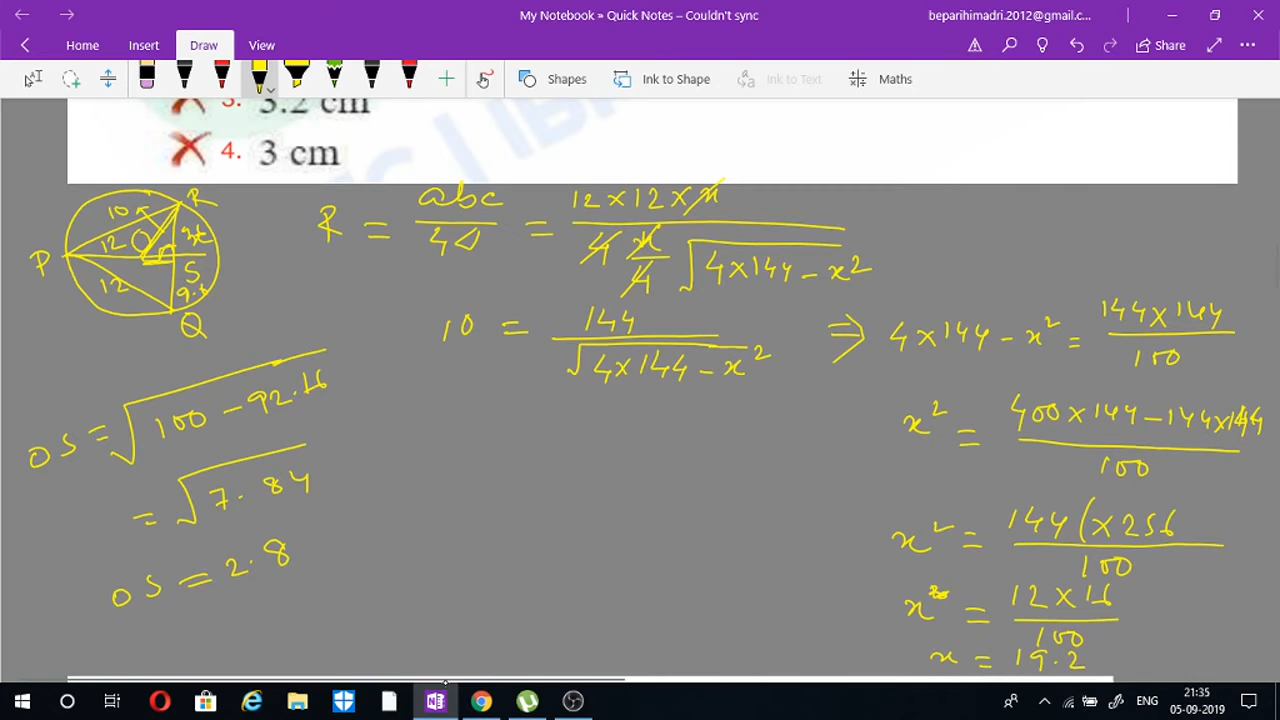 My Notebook » Quick Notes – Couldn't sync
beparihimadri.2012@gmail.c...
Home Insert Draw View
Share
Shapes Ink to Shape Ink to Text Maths
3. 3.2 cm
4. 3 cm
R = abc / 4Δ = 12 × 12 × x / 4 x/4 √4×144 – x²
10 = 144 / √4×144 – x² ⇒ 4×144 – x² = 144×144 / 100
x² = 400×144 – 144×144 / 100
x² = 144 (×256 / 100
x = 12×16 / 100
x = 19.2
P 10 12 12 O R x S 9.6 Q
OS = √100 – 92.16
= √7.84
OS = 2.8
ENG
21:35
05-09-2019